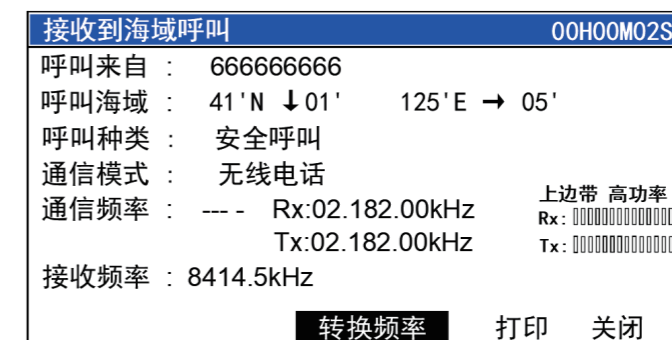 接收到海域呼叫 00H00M02S
呼叫来自 : 666666666
呼叫海域 : 41'N ↓01' 125'E → 05'
呼叫种类 : 安全呼叫
通信模式 : 无线电话
上边带 高功率
通信频率 : ---- Rx:02.182.00kHz Rx:
Tx:02.182.00kHz Tx:
接收频率 : 8414.5kHz
转换频率 打印 关闭